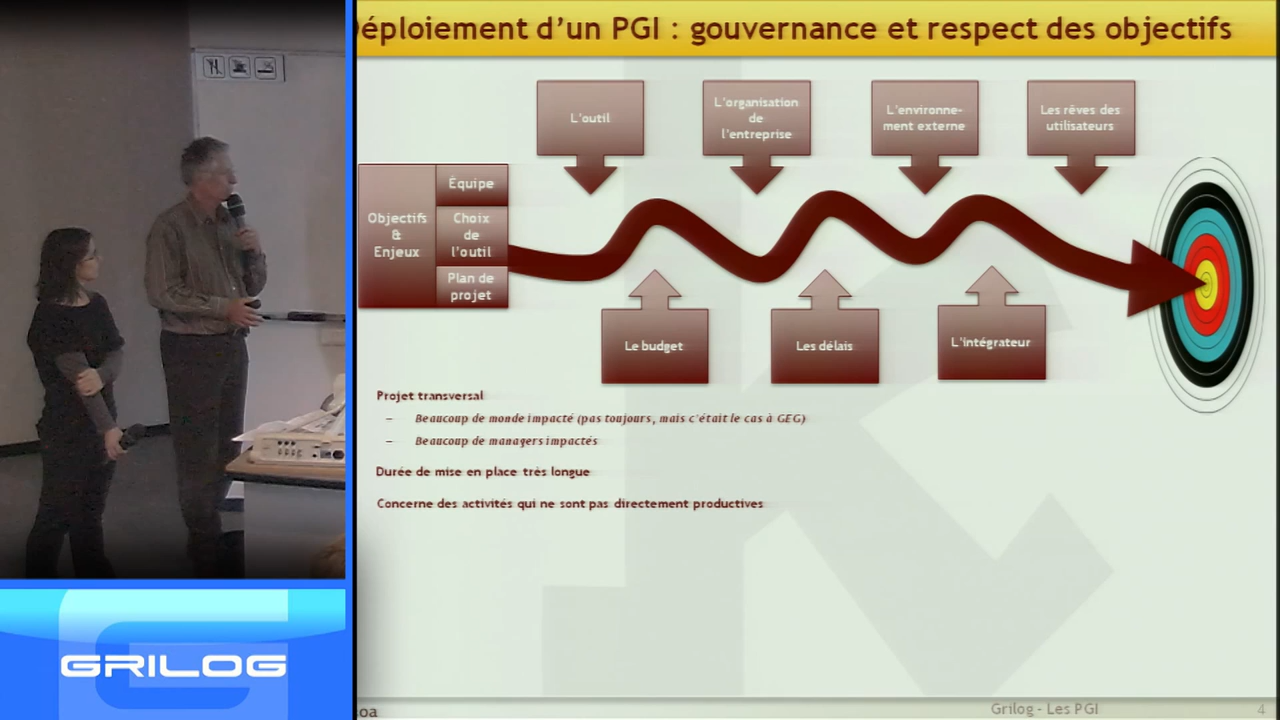 Déploiement d'un PGI : gouvernance et respect des objectifs
L'outil
L'organisation
de
l'entreprise
L'environne-
ment externe
Les rêves des
utilisateurs
Objectifs
&
Enjeux
Équipe
Choix
de
l'outil
Plan de
projet
Le budget
Les délais
L'intégrateur
Projet transversal
– Beaucoup de monde impacté (pas toujours, mais c'était le cas à GEG)
– Beaucoup de managers impactés
Durée de mise en place très longue
Concerne des activités qui ne sont pas directement productives
GRILOG
oa
Grilog - Les PGI
4